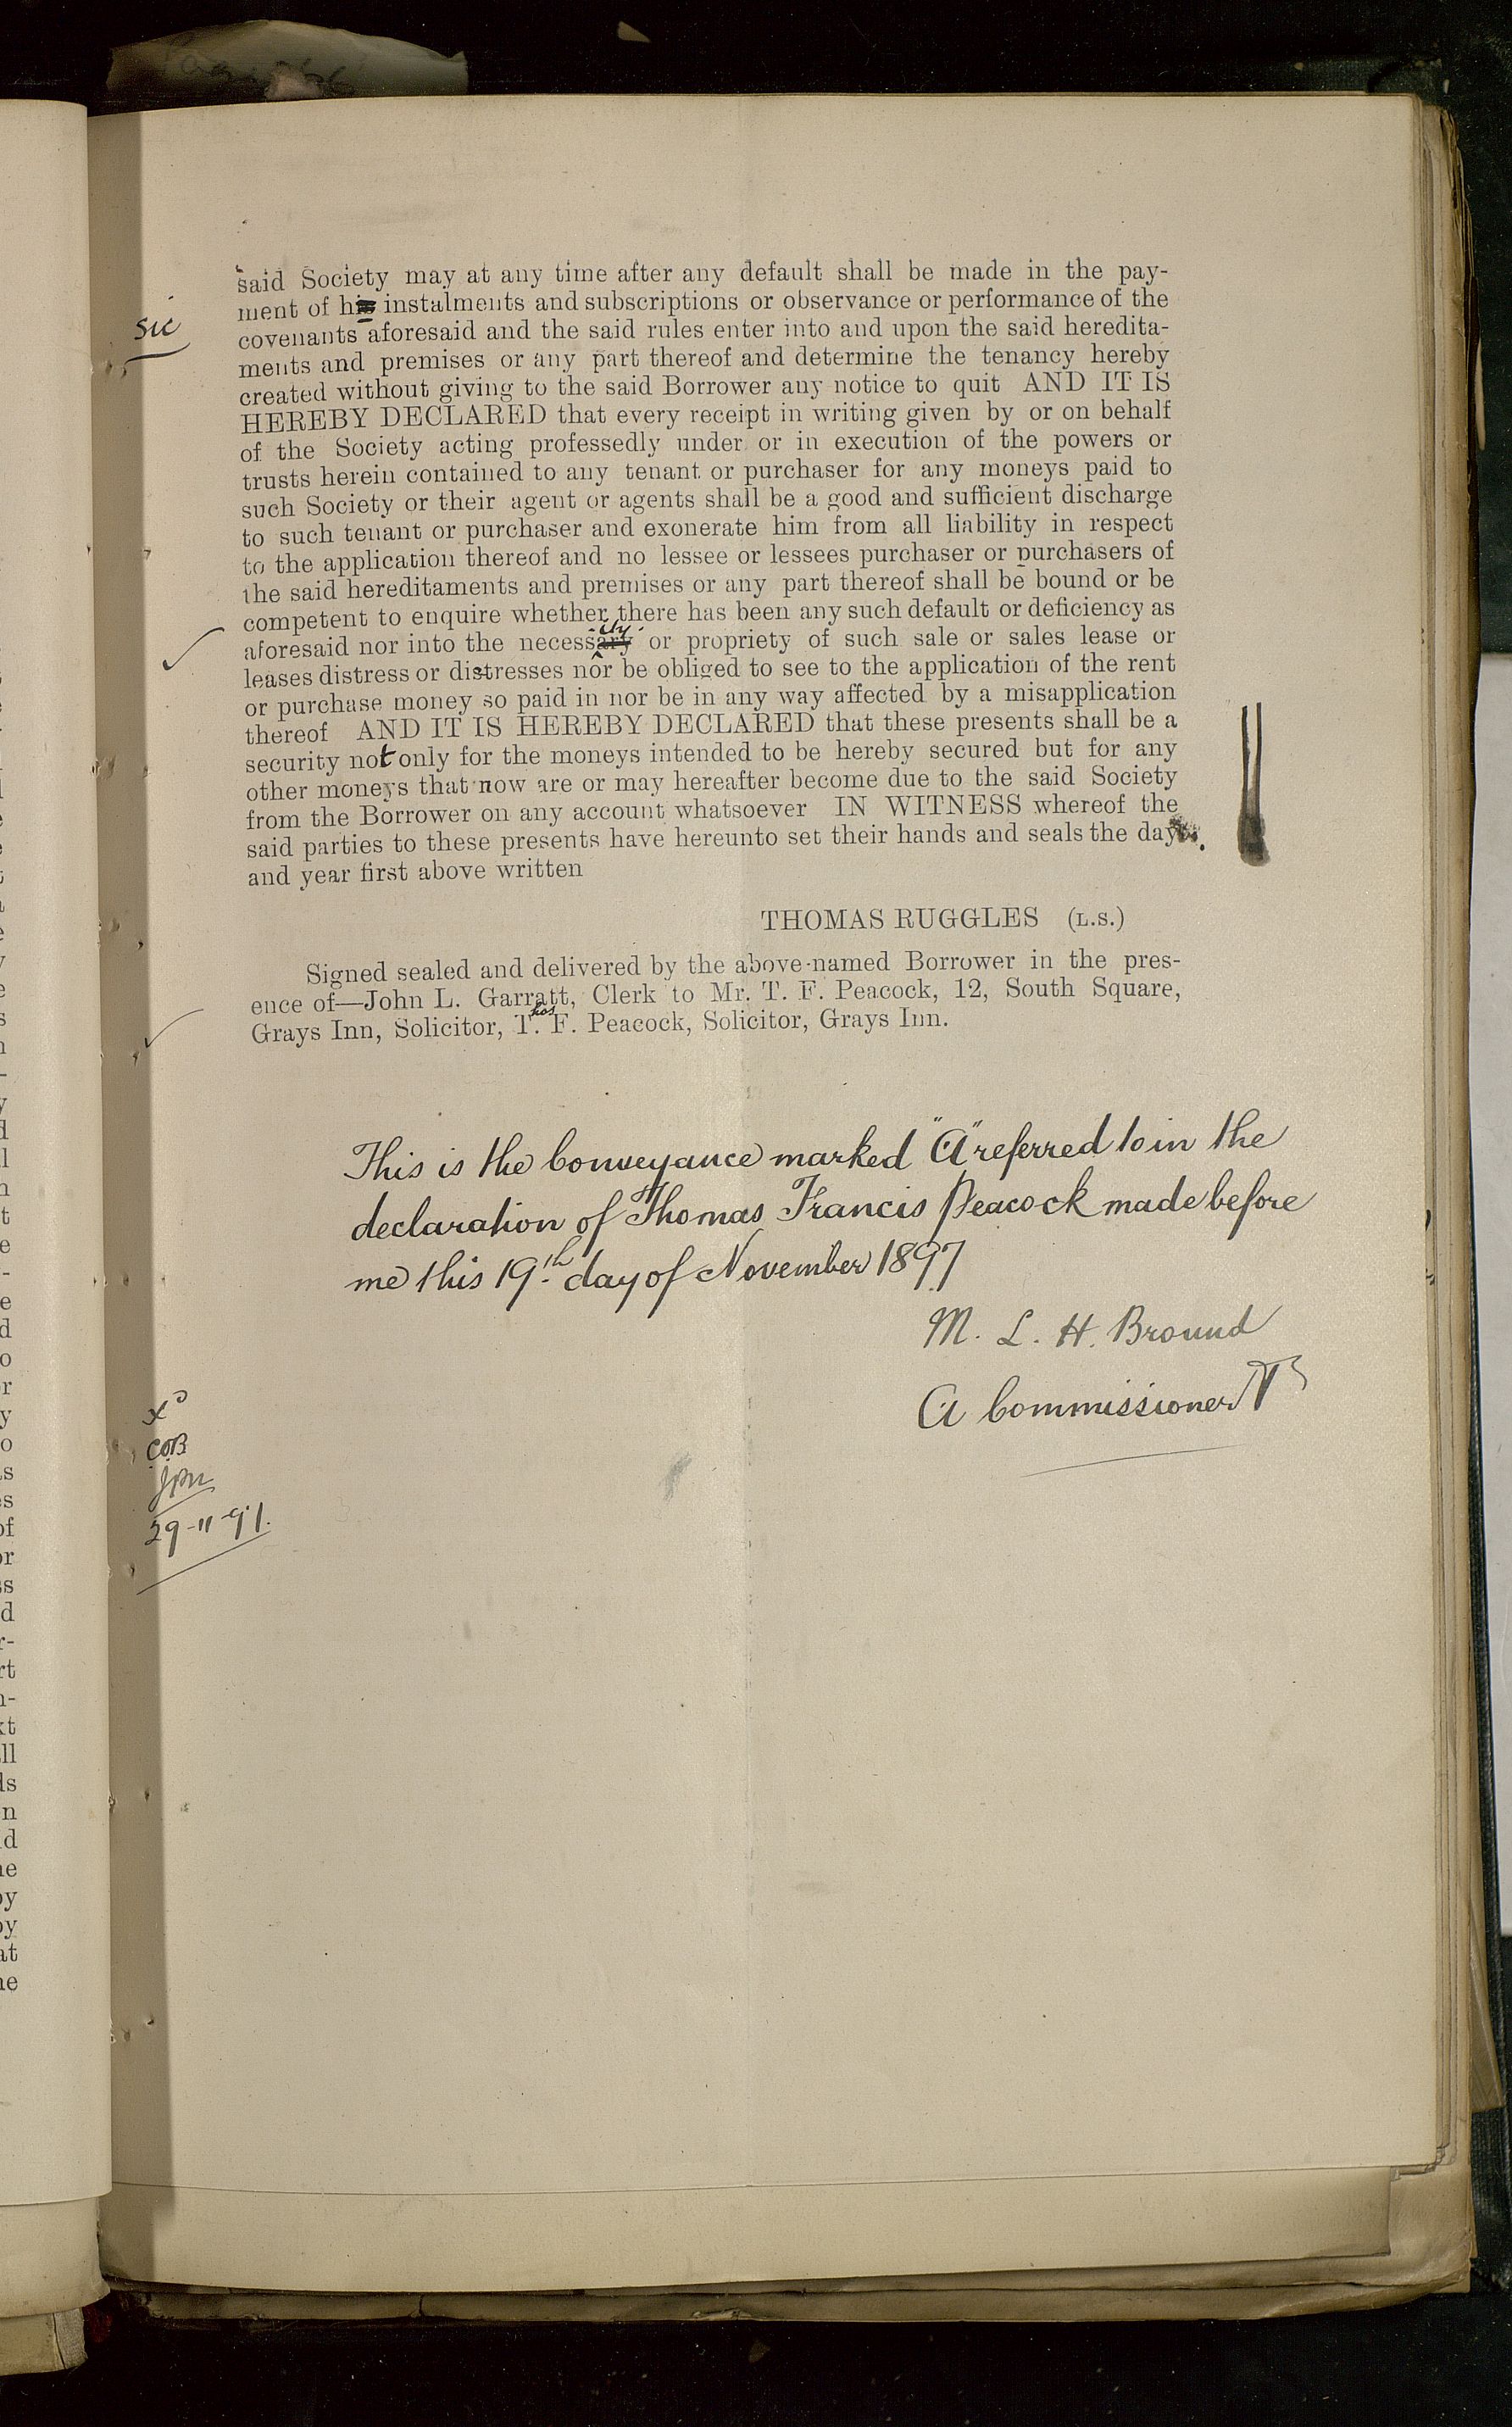 said Society may at any time after any default shall be made in the pay-
ment of his instalments and subscriptions or observance or performance of the
sic
covenants aforesaid and the said rules enter into and upon the said heredita-
ments and premises or any part thereof and determine the tenancy hereby
created without giving to the said Borrower any notice to quit AND IT IS
HEREBY DECLARED that every receipt in writing given by or on behalf
of the Society acting professedly under or in execution of the powers or
trusts herein contained to any tenant or purchaser for any moneys paid to
such Society or their agent or agents shall be a good and sufficient discharge
to such tenant or purchaser and exonerate him from all liability in respect
to the application thereof and no lessee or lessees purchaser or purchasers of
the said hereditaments and premises or any part thereof shall be bound or be
competent to enquire whether there has been any such default or deficiency as
aforesaid nor into the necessity or propriety of such sale or sales lease or
leases distress or distresses nor be obliged to see to the application of the rent
or purchase money so paid in nor be in any way affected by a misapplication
thereof AND IT IS HEREBY DECLARED that these presents shall be a
security not only for the moneys intended to be hereby secured but for any
other moneys that now are or may hereafter become due to the said Society
from the Borrower on any account whatsoever IN WITNESS whereof the
said parties to these presents have hereunto set their hands and seals the day
and year first above written
THOMAS RUGGLES (L.S.)
Signed sealed and delivered by the above-named Borrower in the pres-
ence of—John L. Garratt, Clerk to Mr. T. F. Peacock, 12, South Square,
Grays Inn, Solicitor, Thos. F. Peacock, Solicitor, Grays Inn.
This is the Conveyance marked "A" referred to in the
declaration of Thomas Francis Peacock made before
me this 19th day of November 1897
M. L. H. Bround
A Commissioner &c
COB
29-11-97.